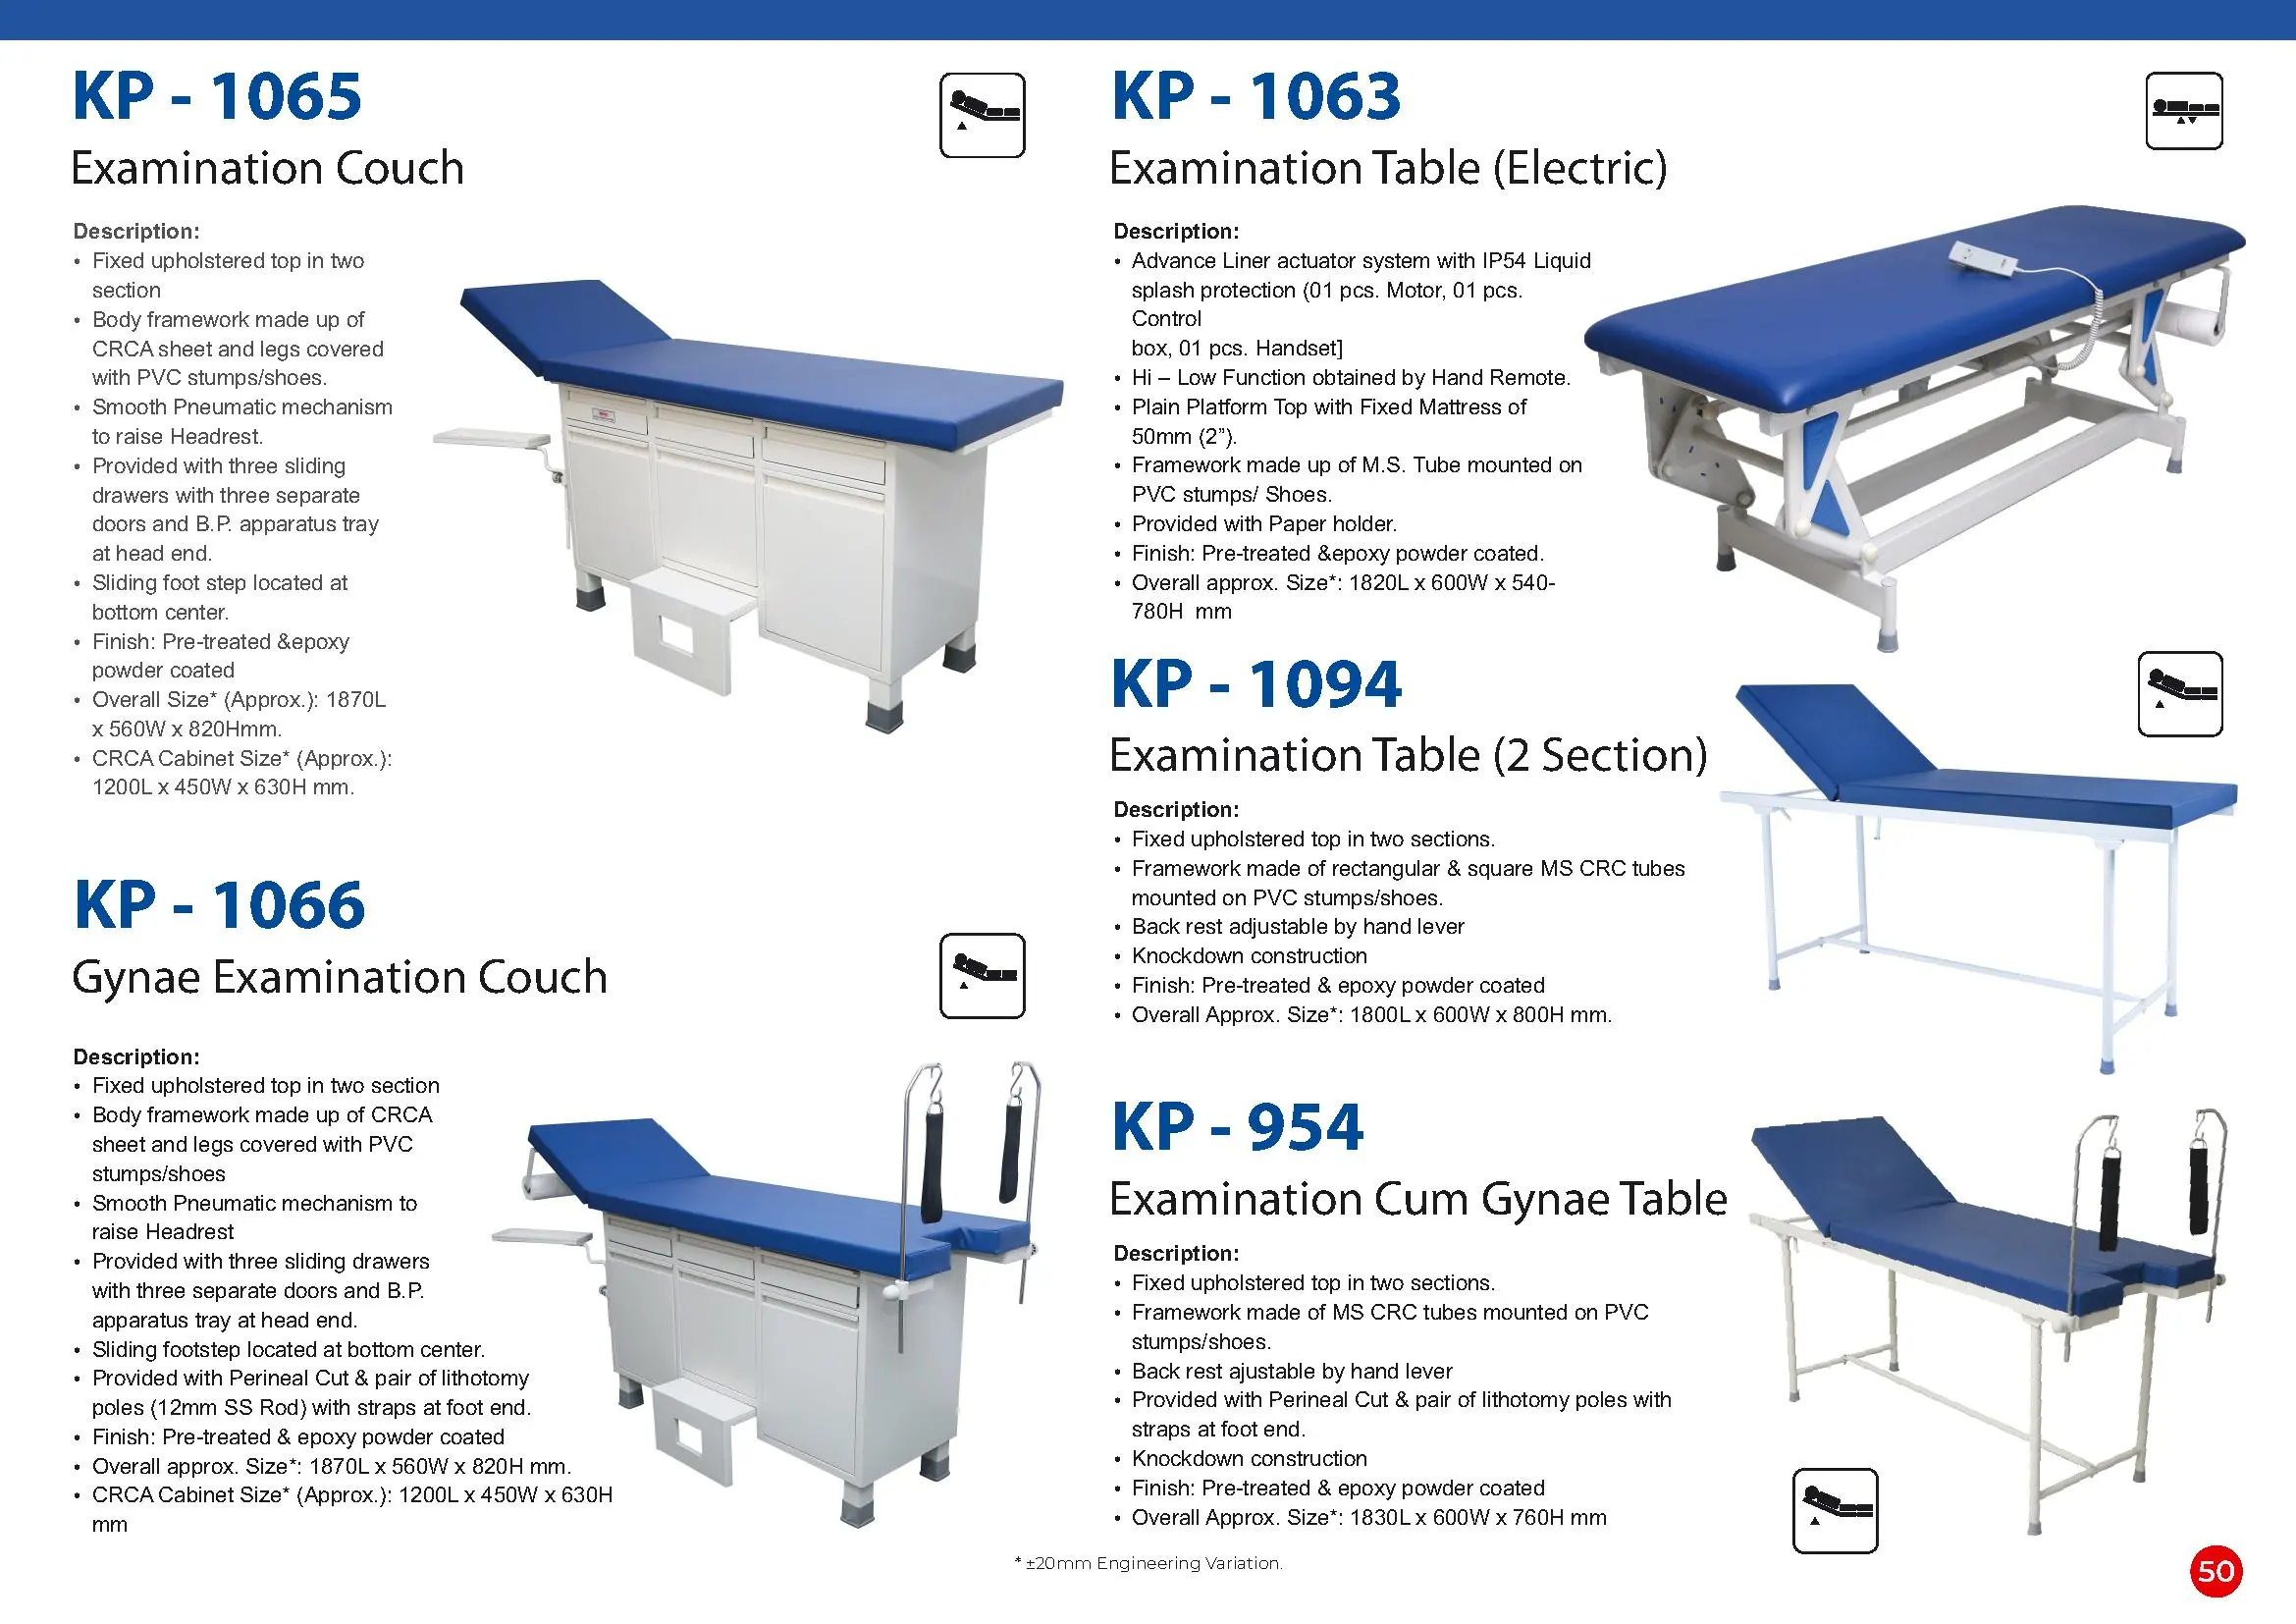 KP - 1065
Examination Couch
Description:
• Fixed upholstered top in two
section
• Body framework made up of
CRCA sheet and legs covered
with PVC stumps/shoes.
• Smooth Pneumatic mechanism
to raise Headrest.
• Provided with three sliding
drawers with three separate
doors and B.P. apparatus tray
at head end.
• Sliding foot step located at
bottom center.
• Finish: Pre-treated &epoxy
powder coated
• Overall Size* (Approx.): 1870L
x 560W x 820Hmm.
• CRCA Cabinet Size* (Approx.):
1200L x 450W x 630H mm.
KP - 1066
Gynae Examination Couch
Description:
• Fixed upholstered top in two section
• Body framework made up of CRCA
sheet and legs covered with PVC
stumps/shoes
• Smooth Pneumatic mechanism to
raise Headrest
• Provided with three sliding drawers
with three separate doors and B.P.
apparatus tray at head end.
• Sliding footstep located at bottom center.
• Provided with Perineal Cut & pair of lithotomy
poles (12mm SS Rod) with straps at foot end.
• Finish: Pre-treated & epoxy powder coated
• Overall approx. Size*: 1870L x 560W x 820H mm.
• CRCA Cabinet Size* (Approx.): 1200L x 450W x 630H
mm
KP - 1063
Examination Table (Electric)
Description:
• Advance Liner actuator system with IP54 Liquid
splash protection (01 pcs. Motor, 01 pcs.
Control
box, 01 pcs. Handset]
• Hi – Low Function obtained by Hand Remote.
• Plain Platform Top with Fixed Mattress of
50mm (2”).
• Framework made up of M.S. Tube mounted on
PVC stumps/ Shoes.
• Provided with Paper holder.
• Finish: Pre-treated &epoxy powder coated.
• Overall approx. Size*: 1820L x 600W x 540-
780H  mm
KP - 1094
Examination Table (2 Section)
Description:
• Fixed upholstered top in two sections.
• Framework made of rectangular & square MS CRC tubes
mounted on PVC stumps/shoes.
• Back rest adjustable by hand lever
• Knockdown construction
• Finish: Pre-treated & epoxy powder coated
• Overall Approx. Size*: 1800L x 600W x 800H mm.
KP - 954
Examination Cum Gynae Table
Description:
• Fixed upholstered top in two sections.
• Framework made of MS CRC tubes mounted on PVC
stumps/shoes.
• Back rest ajustable by hand lever
• Provided with Perineal Cut & pair of lithotomy poles with
straps at foot end.
• Knockdown construction
• Finish: Pre-treated & epoxy powder coated
• Overall Approx. Size*: 1830L x 600W x 760H mm
* ±20mm Engineering Variation.
50